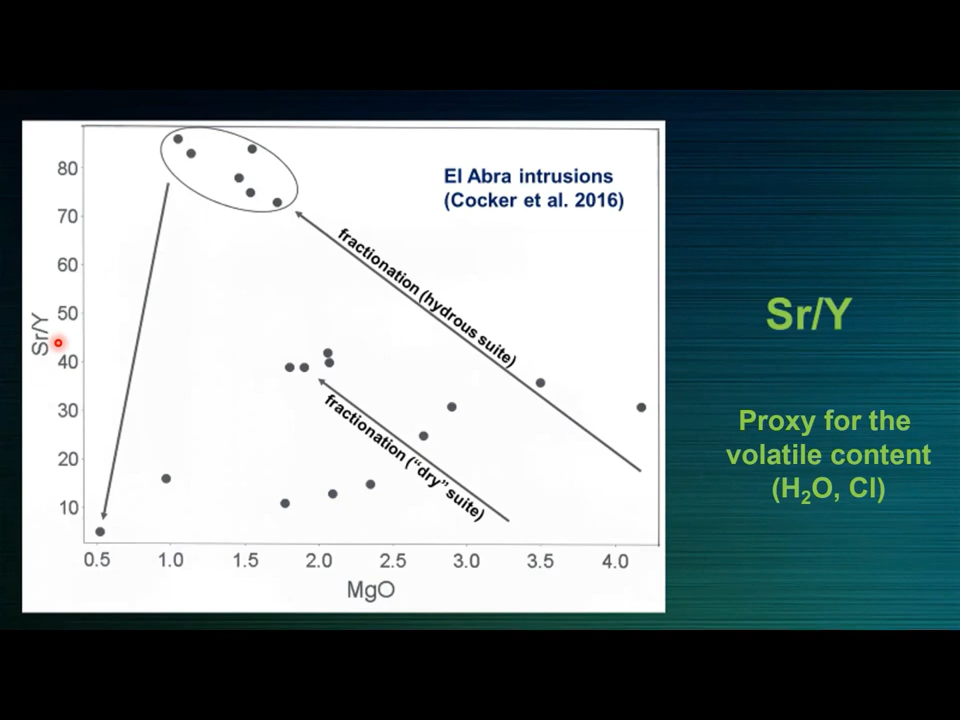 El Abra intrusions
(Cocker et al. 2016)
fractionation (hydrous suite)
fractionation (“dry”suite)
Sr/Y
80
70
60
50
40
30
20
10
0.5 1.0 1.5 2.0 2.5 3.0 3.5 4.0
MgO
Sr/Y
Proxy for the
volatile content
(H₂O, Cl)